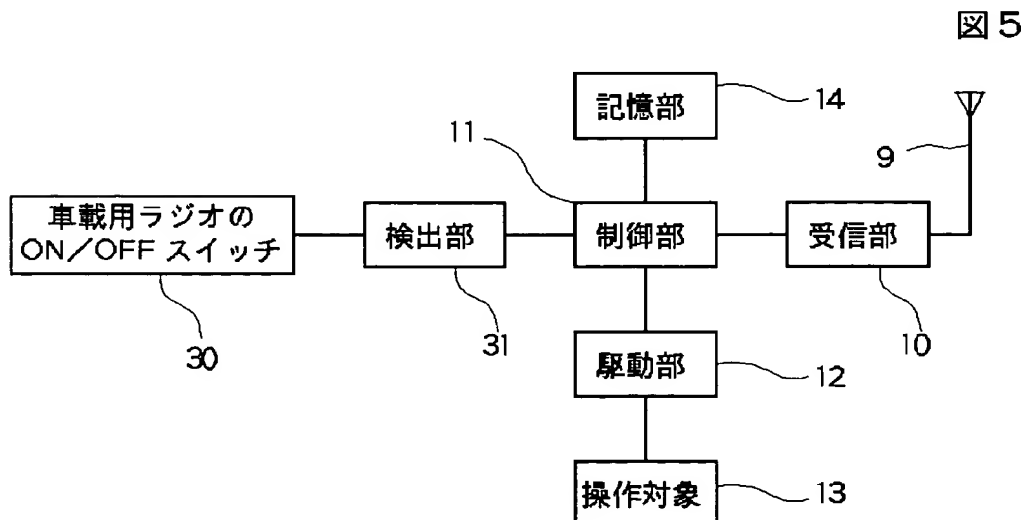 図5
記憶部
14
11
9
車載用ラジオの
ON/OFF スイッチ
検出部
制御部
受信部
30
31
10
駆動部
12
操作対象
13